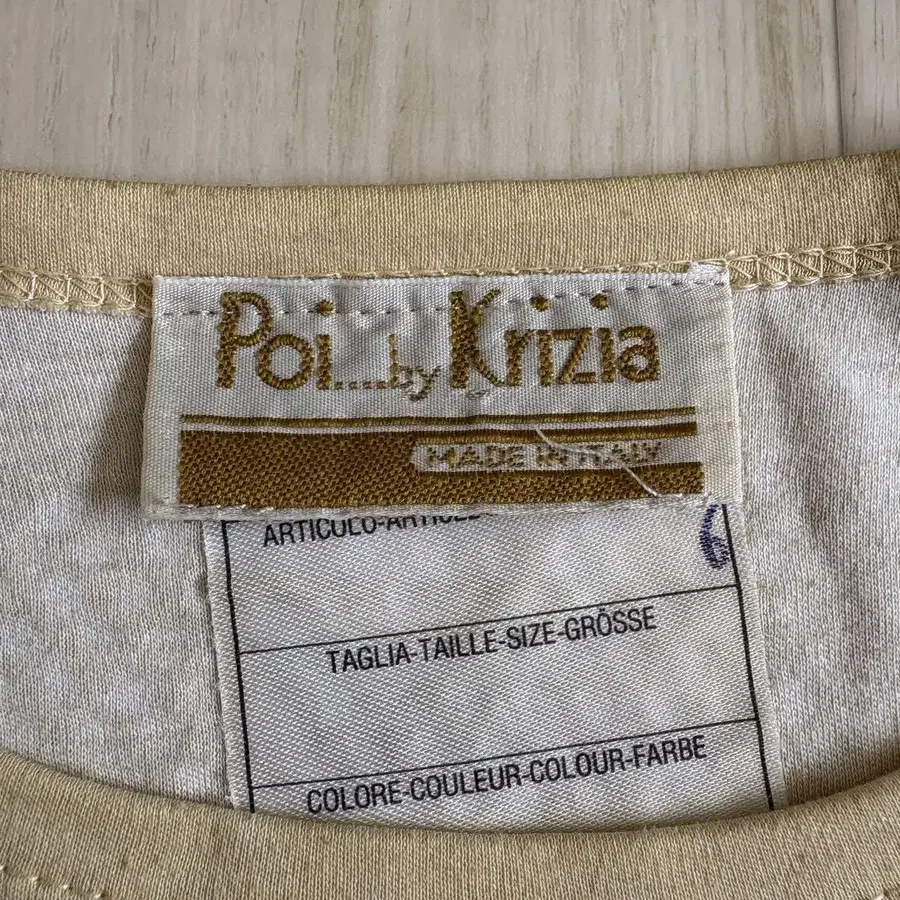 Poi....by Krizia
MADE IN ITALY
TAGLIA-TAILLE-SIZE-GRÖSSE
COLORE-COULEUR-COLOUR-FARBE